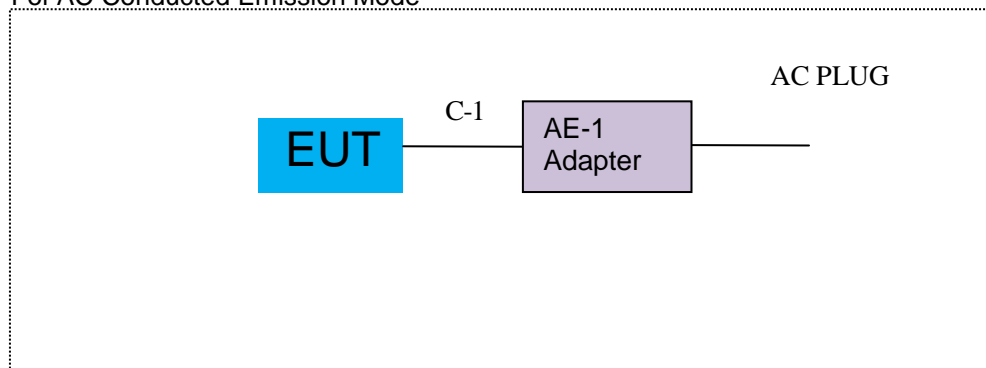 For AC Conducted Emission Mode
AC PLUG
C-1
EUT
AE-1
Adapter